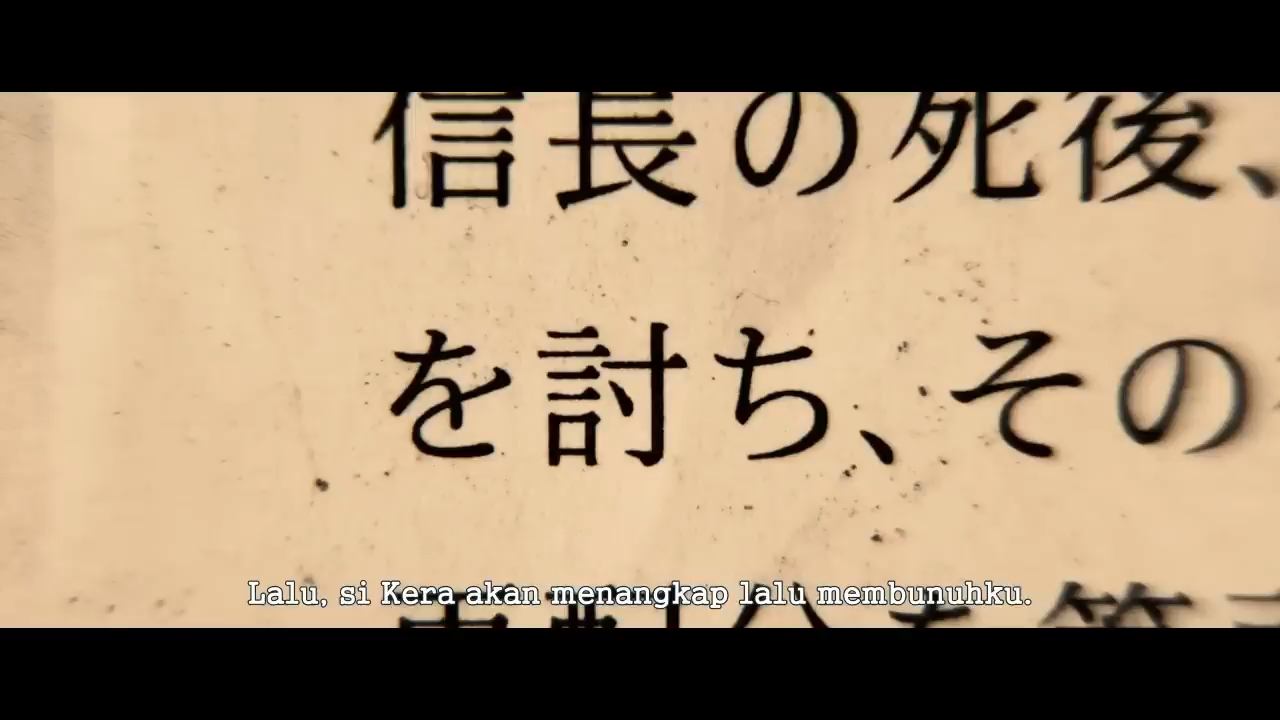 信長の死後、
を討ち、その
Lalu, si Kera akan menangkap lalu membunuhku.